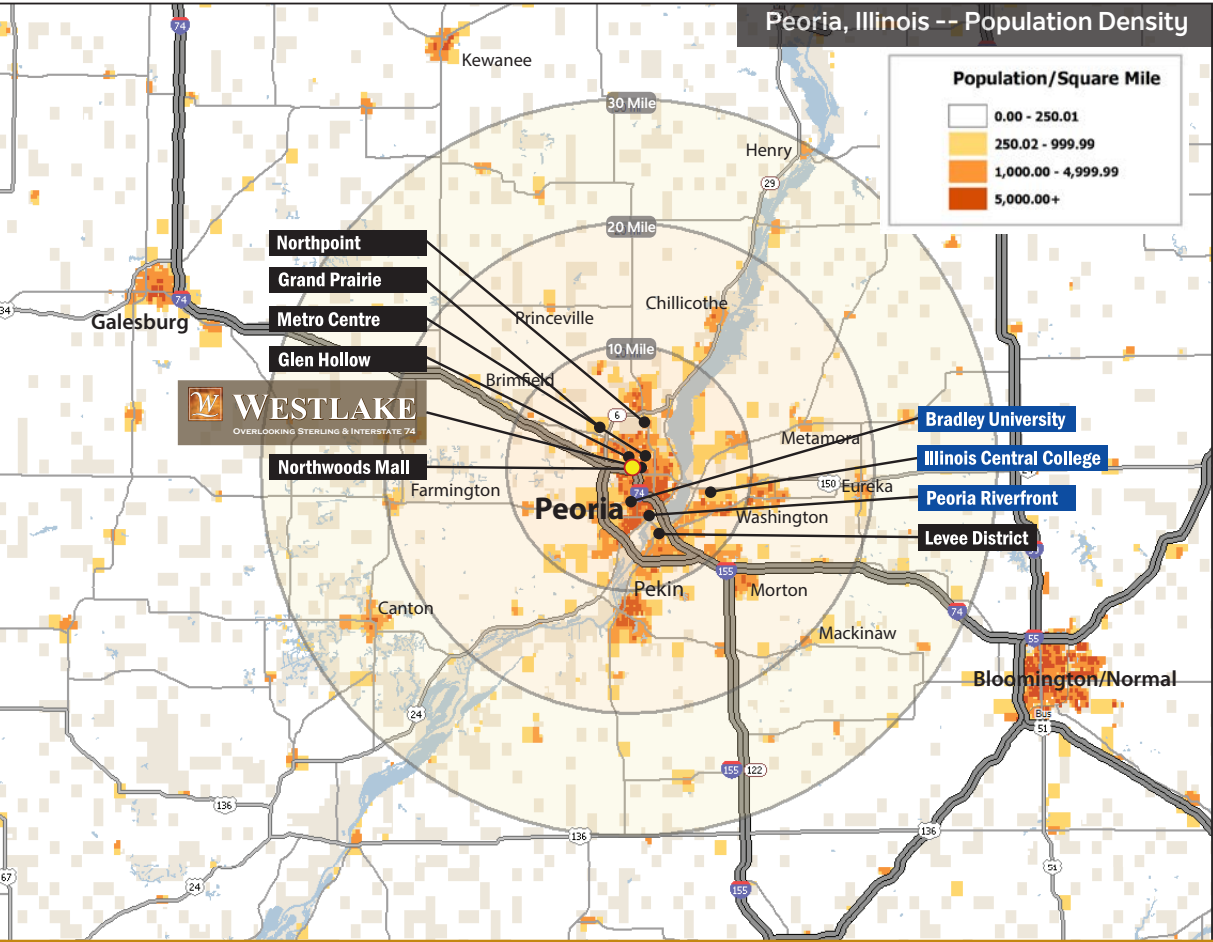 Peoria, Illinois -- Population Density
Population/Square Mile
0.00 - 250.01
250.02 - 999.99
1,000.00 - 4,999.99
5,000.00+
74
Kewanee
30 Mile
Henry
29
20 Mile
Northpoint
Grand Prairie
Metro Centre
Glen Hollow
W WESTLAKE
OVERLOOKING STERLING & INTERSTATE 74
Northwoods Mall
74
34
Galesburg
Chillicothe
Princeville
10 Mile
Brimfield
6
Bradley University
Metamora
Illinois Central College
150
Eureka
Farmington
74
Peoria
Peoria Riverfront
Washington
Levee District
155
Pekin
Morton
74
Canton
Mackinaw
55
Bloomington/Normal
24
Bus
51
155
122
136
136
136
67
24
51
155